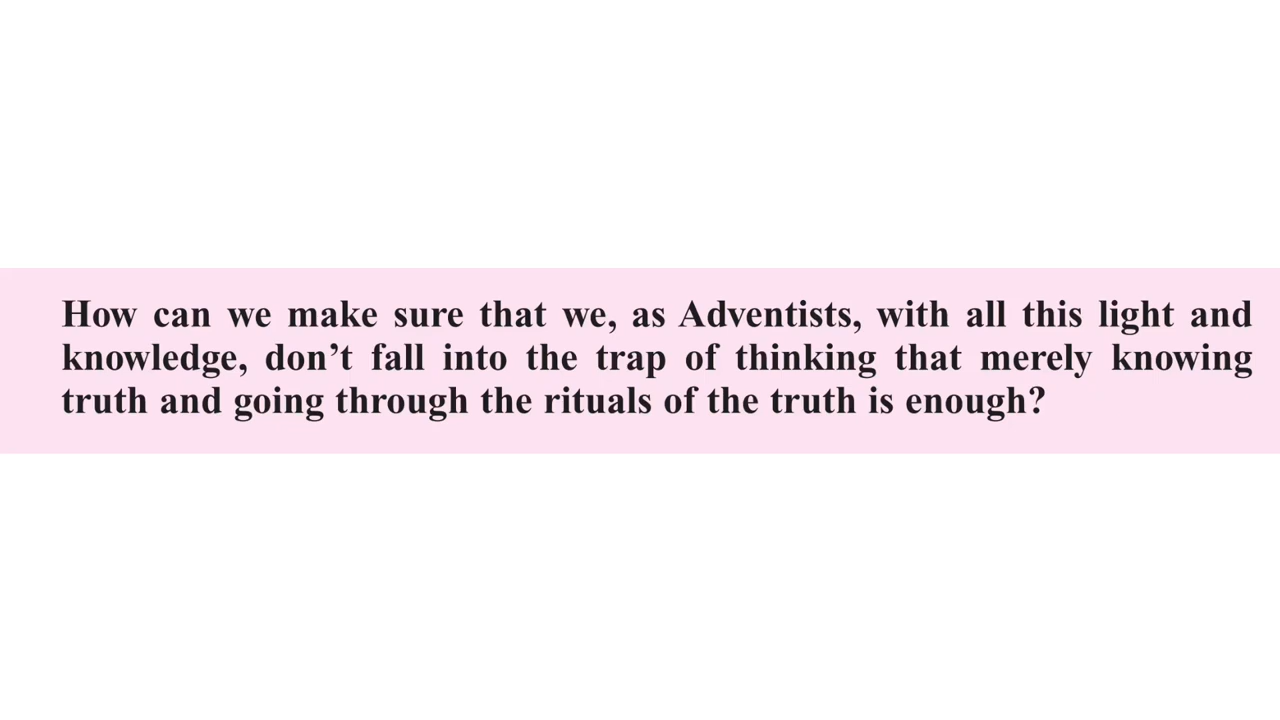 How can we make sure that we, as Adventists, with all this light and
knowledge, don’t fall into the trap of thinking that merely knowing
truth and going through the rituals of the truth is enough?